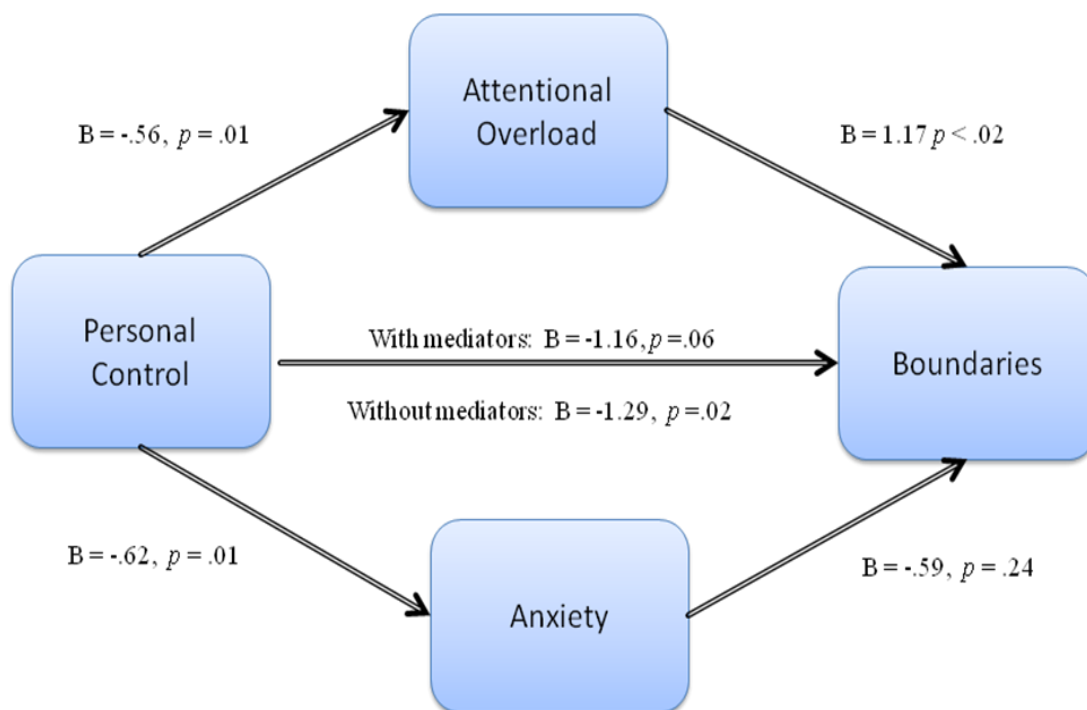 Attentional
Overload
B = -.56, p = .01
B = 1.17 p < .02
Personal
Control
With mediators: B = -1.16, p =.06
Without mediators: B = -1.29, p =.02
Boundaries
B = -.62, p = .01
Anxiety
B = -.59, p = .24